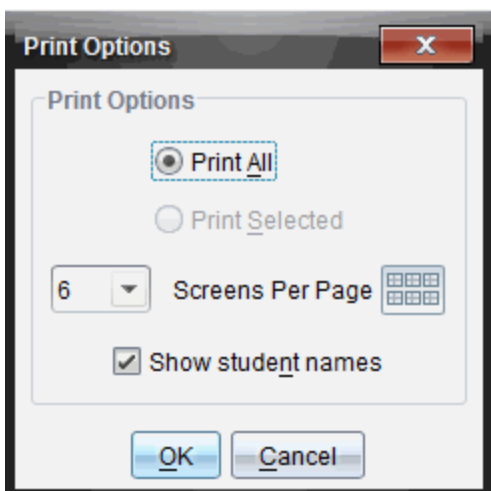 Print Options
Print Options
Print All
Print Selected
6 Screens Per Page
Show student names
OK Cancel